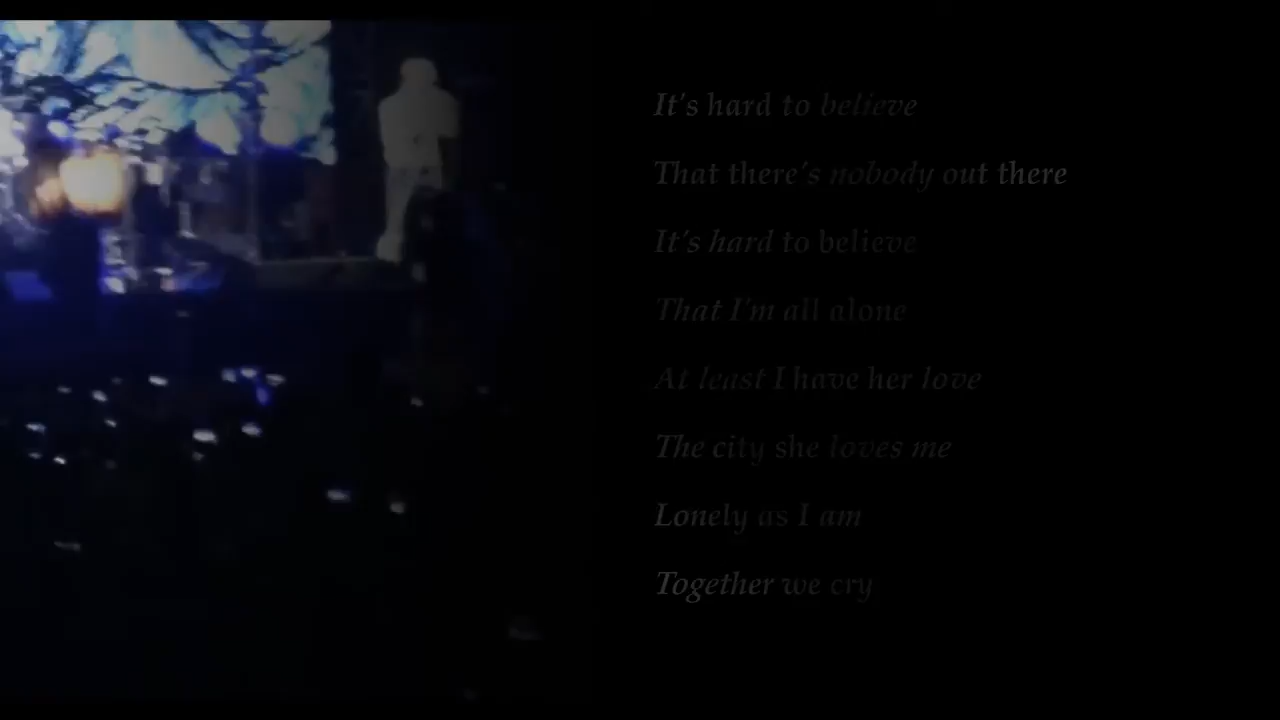 It's hard to believe
That there's nobody out there
It's hard to believe
That I'm all alone
At least I have her love
The city she loves me
Lonely as I am
Together we cry